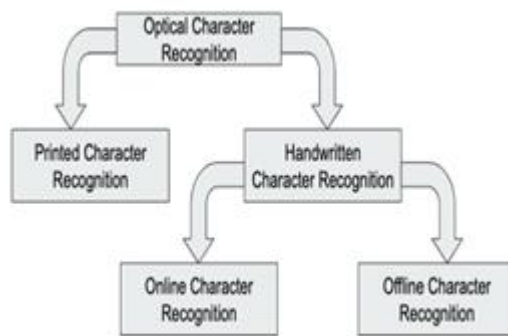 Optical Character
Recognition
Printed Character
Recognition
Handwritten
Character Recognition
Online Character
Recognition
Offline Character
Recognition